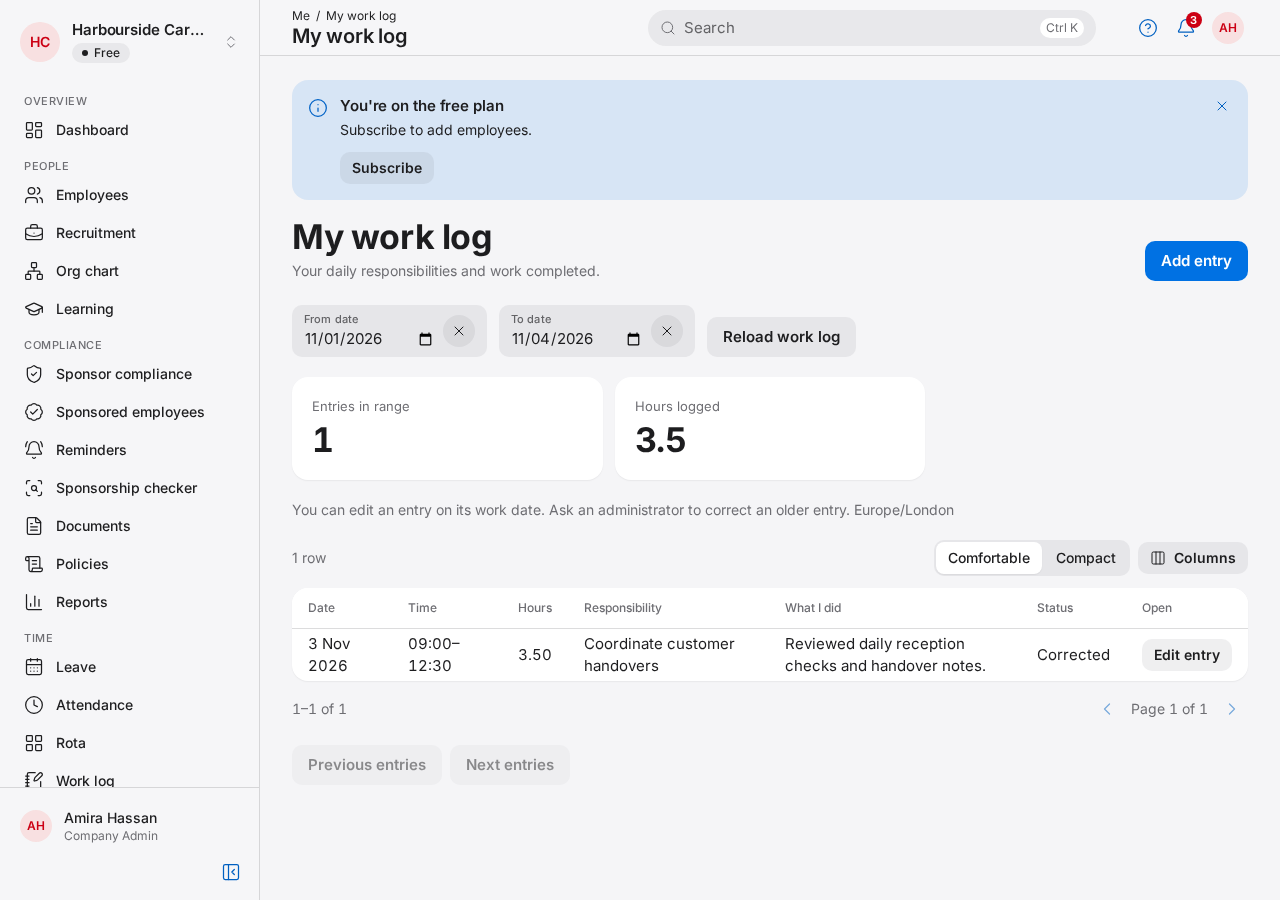 HC
Harbourside Car...
Free
OVERVIEW
Dashboard
PEOPLE
Employees
Recruitment
Org chart
Learning
COMPLIANCE
Sponsor compliance
Sponsored employees
Reminders
Sponsorship checker
Documents
Policies
Reports
TIME
Leave
Attendance
Rota
Work log
AH
Amira Hassan
Company Admin
Me / My work log
My work log
Search
Ctrl K
3
AH
You're on the free plan
Subscribe to add employees.
Subscribe
My work log
Your daily responsibilities and work completed.
Add entry
From date
11/01/2026
To date
11/04/2026
Reload work log
Entries in range
1
Hours logged
3.5
You can edit an entry on its work date. Ask an administrator to correct an older entry. Europe/London
1 row
Comfortable
Compact
Columns
Date Time Hours Responsibility What I did Status Open
3 Nov 2026 09:00–12:30 3.50 Coordinate customer handovers Reviewed daily reception checks and handover notes. Corrected Edit entry
1–1 of 1
Page 1 of 1
Previous entries
Next entries